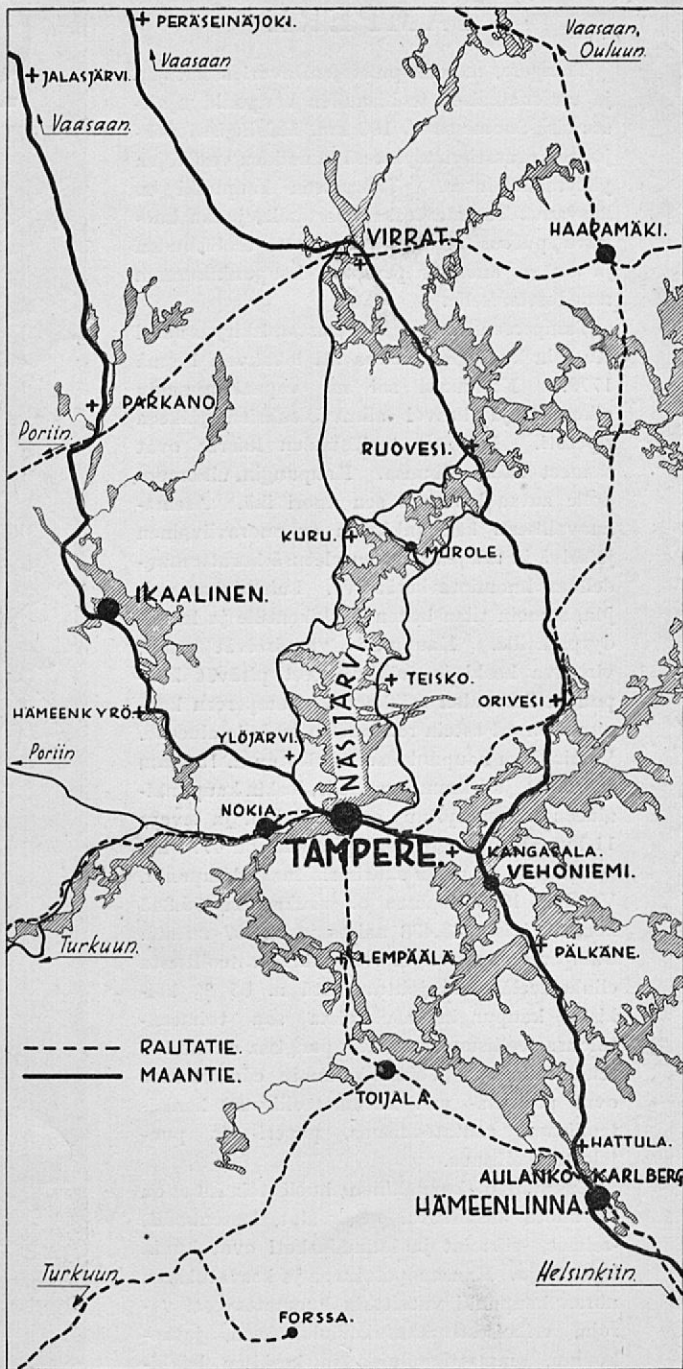 PERÄSEINÄJOKI.
Vaasaan,
Ouluun.
Vaasaan
JALASJÄRVI.
Vaasaan.
VIRRAT.
HAAPAMÄKI.
PARKANO.
Poriin.
RUOVESI.
KURU.
MUROLE.
IKAALINEN.
TEISKO.
NÄSIJÄRVI.
ORIVESI.
HÄMEENKYRÖ
YLÖJÄRVI.
Poriin
NOKIA.
TAMPERE.
KANGASALA.
VEHONIEMI.
Turkuun.
PÄLKÄNE.
LEMPÄÄLÄ.
RAUTATIE.
MAANTIE.
TOIJALA.
HATTULA.
AULANKO-KARLBERG
HÄMEENLINNA.
Turkuun.
Helsinkiin.
FORSSA.